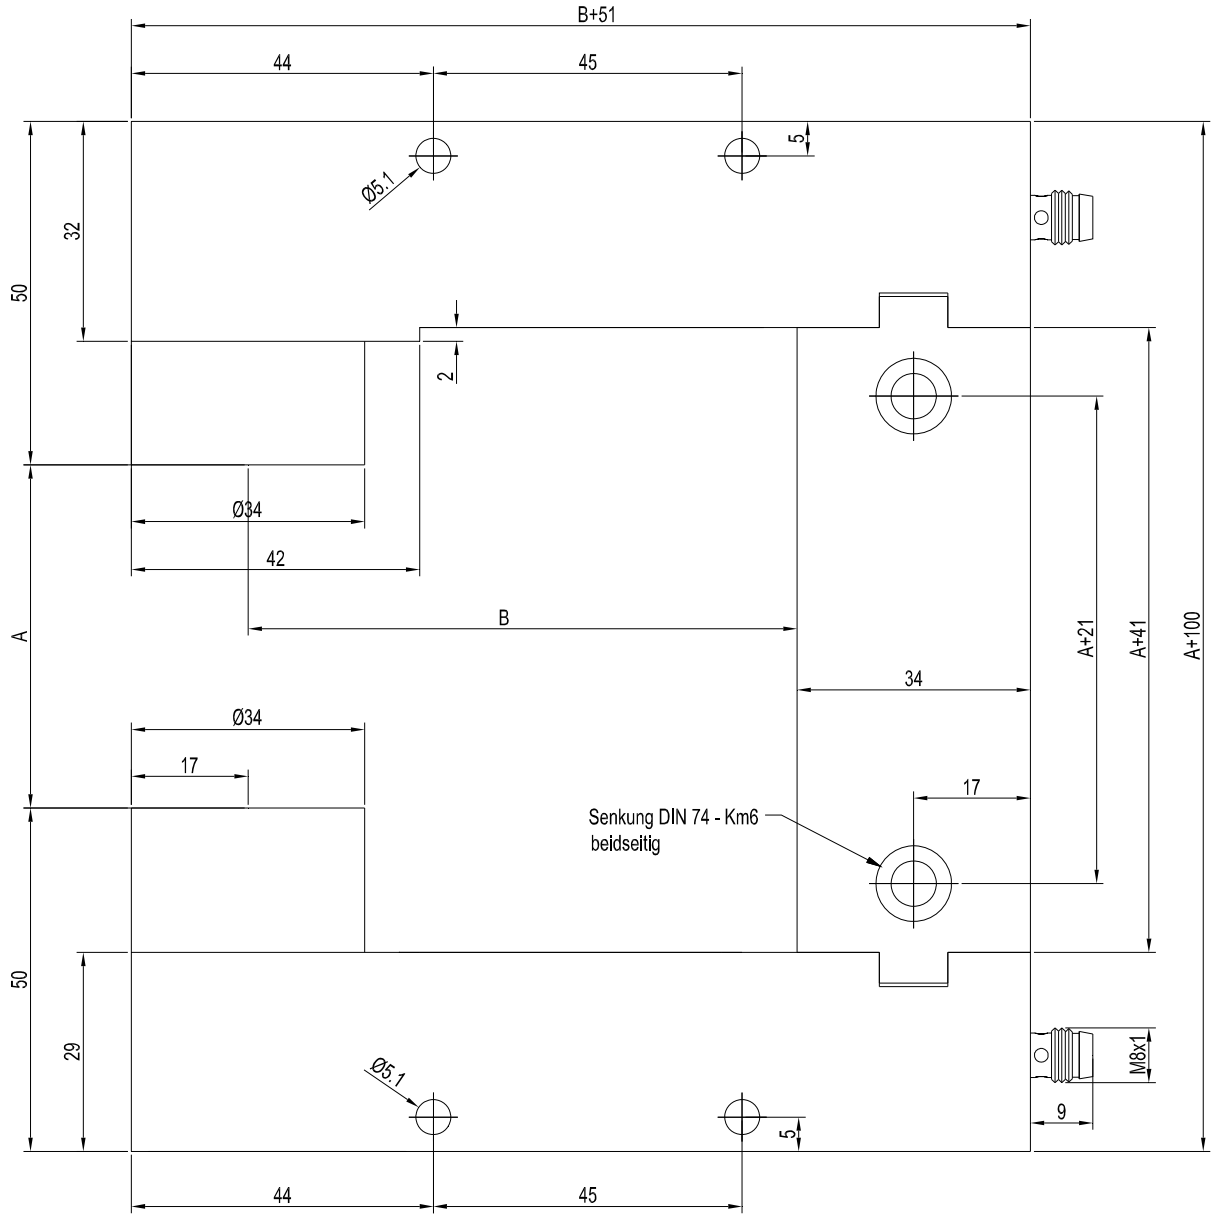 B+51
44
45
5
Ø5.1
32
50
2
Ø34
42
A
B
A+21
A+41
A+100
34
Ø34
17
17
Senkung DIN 74 - Km6
beidseitig
50
29
Ø5.1
M8x1
9
5
44
45